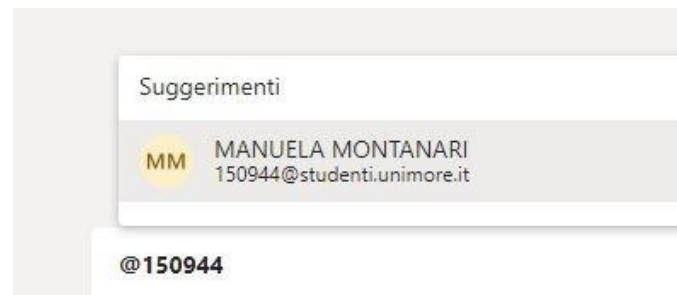 Suggerimenti
MM
MANUELA MONTANARI
150944@studenti.unimore.it
@150944